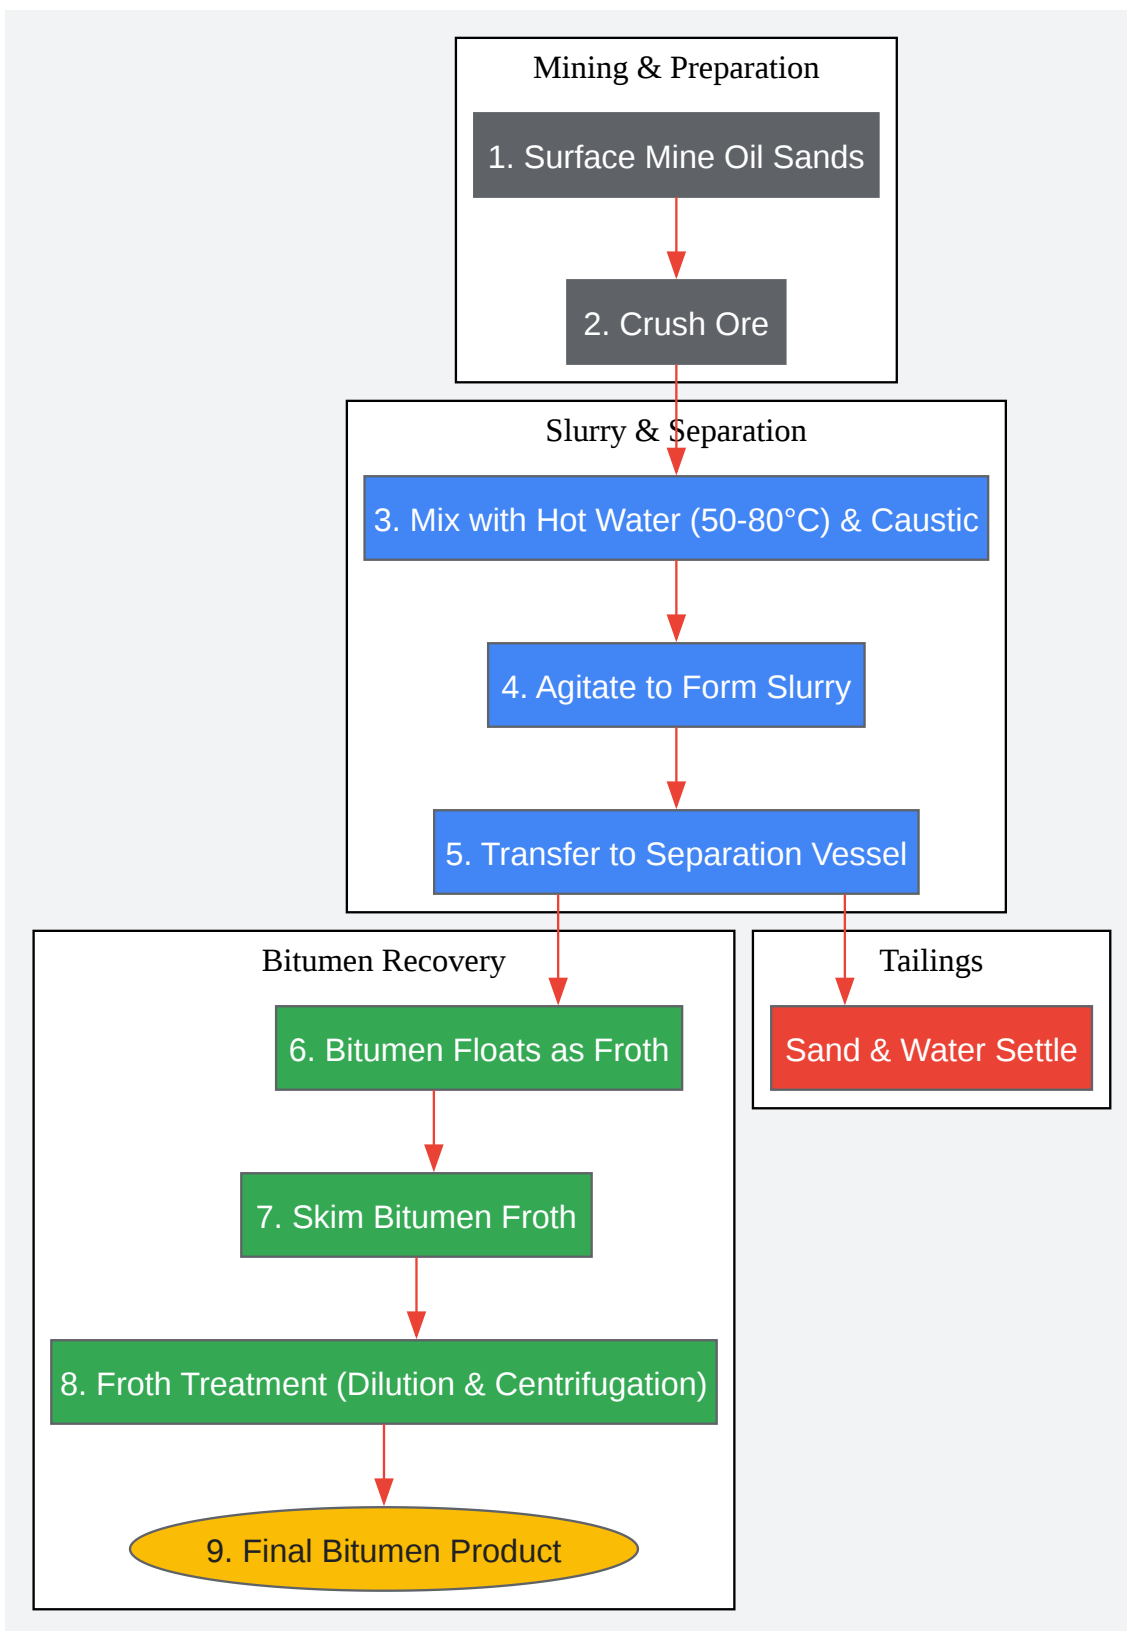 Mining & Preparation
1. Surface Mine Oil Sands
2. Crush Ore
Slurry & Separation
3. Mix with Hot Water (50-80°C) & Caustic
4. Agitate to Form Slurry
5. Transfer to Separation Vessel
Bitumen Recovery
6. Bitumen Floats as Froth
7. Skim Bitumen Froth
8. Froth Treatment (Dilution & Centrifugation)
9. Final Bitumen Product
Tailings
Sand & Water Settle